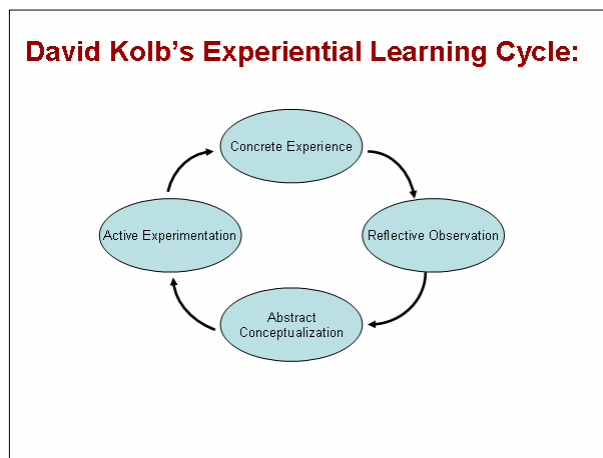 David Kolb's Experiential Learning Cycle:
Concrete Experience
Active Experimentation
Reflective Observation
Abstract
Conceptualization